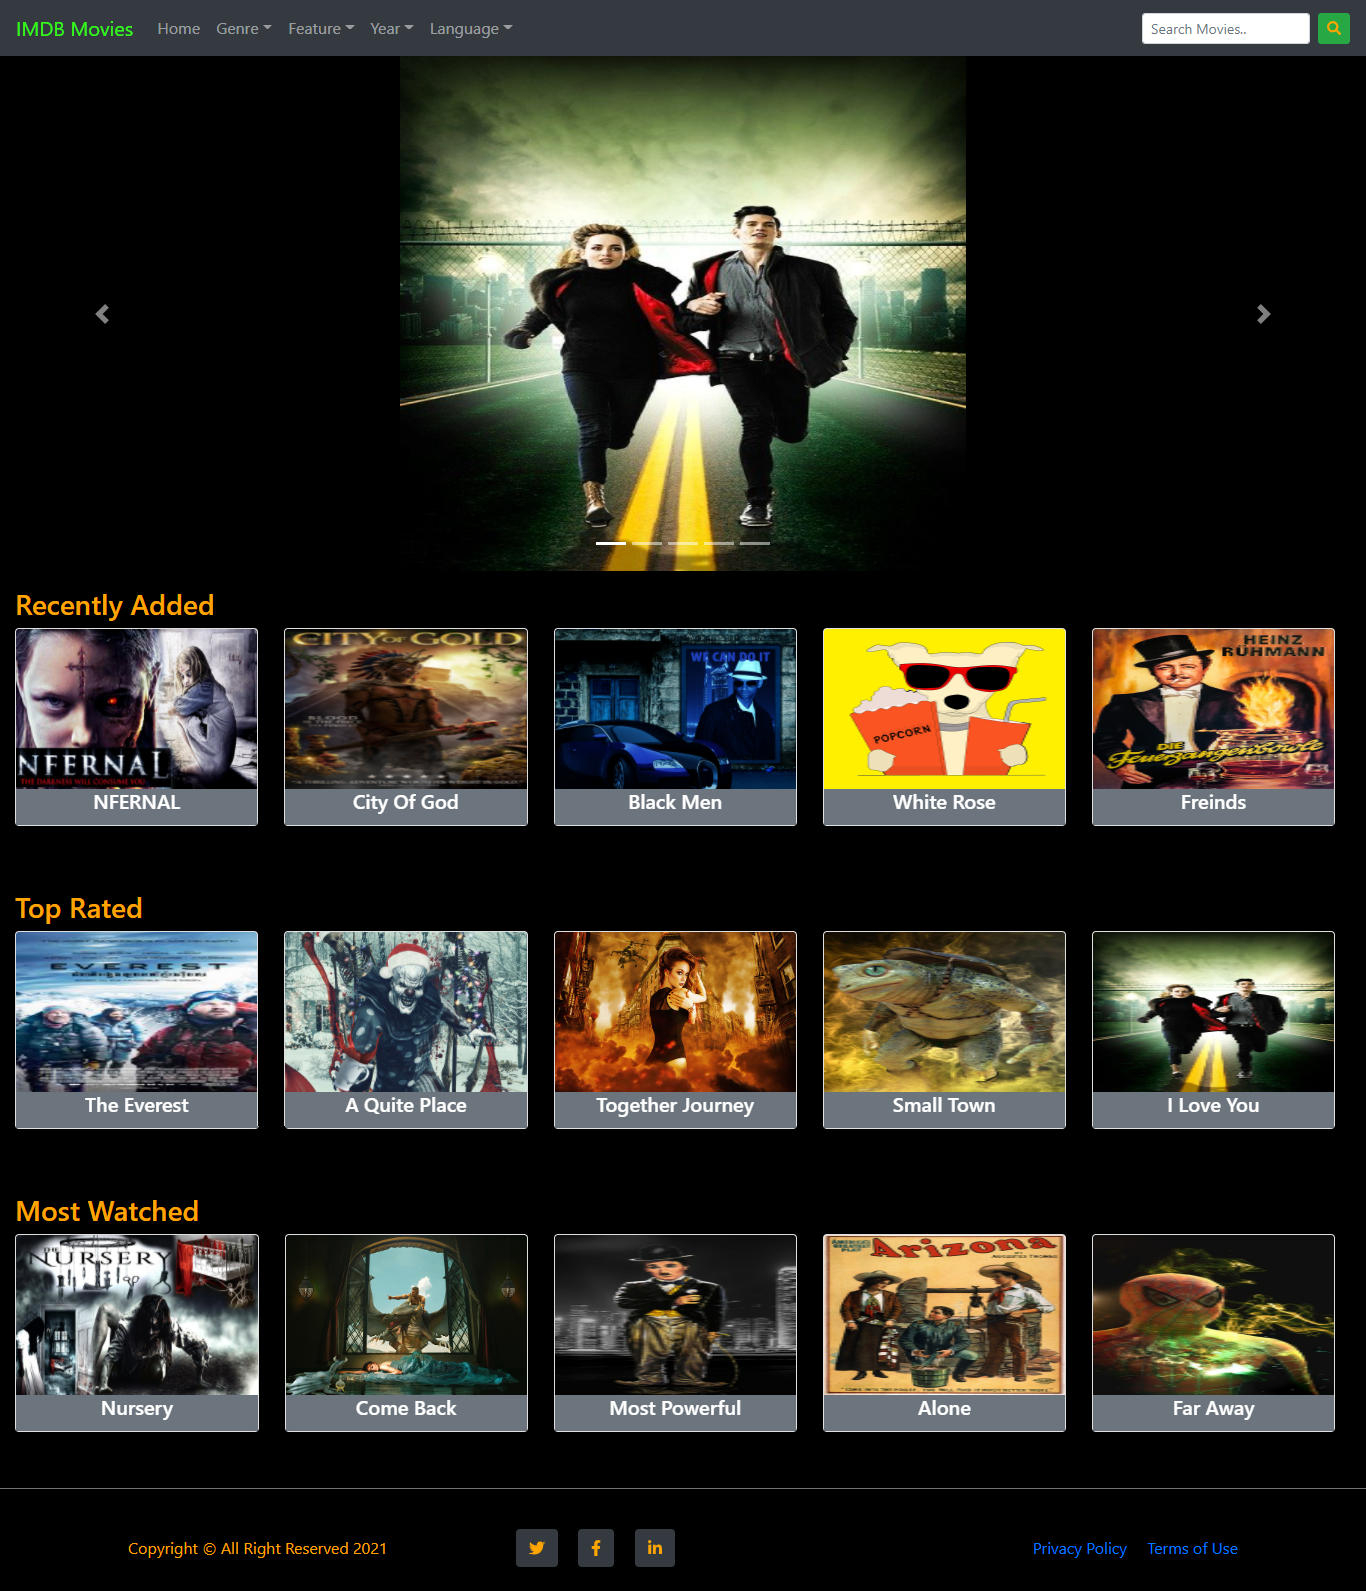 IMDB Movies Home Genre Feature Year Language Search Movies..
Recently Added
NFERNAL
THE DARKNESS WILL CONSUME YOU
CITY OF GOLD
BLOOD
WE CAN DO IT
POPCORN
HEINZ
RÜHMANN
DIE
Feuerzangenbowle
NFERNAL City Of God Black Men White Rose Freinds
Top Rated
EVEREST
The Everest A Quite Place Together Journey Small Town I Love You
Most Watched
THE
NURSERY
Arizona
Nursery Come Back Most Powerful Alone Far Away
Copyright © All Right Reserved 2021 Privacy Policy Terms of Use